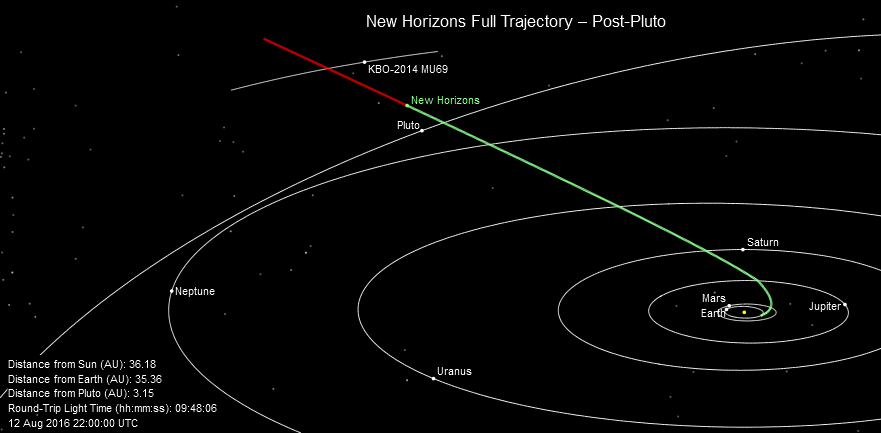 New Horizons Full Trajectory – Post-Pluto
KBO-2014 MU69
New Horizons
Pluto
Saturn
Neptune
Mars
Jupiter
Earth
Uranus
Distance from Sun (AU): 36.18
Distance from Earth (AU): 35.36
Distance from Pluto (AU): 3.15
Round-Trip Light Time (hh:mm:ss): 09:48:06
12 Aug 2016 22:00:00 UTC